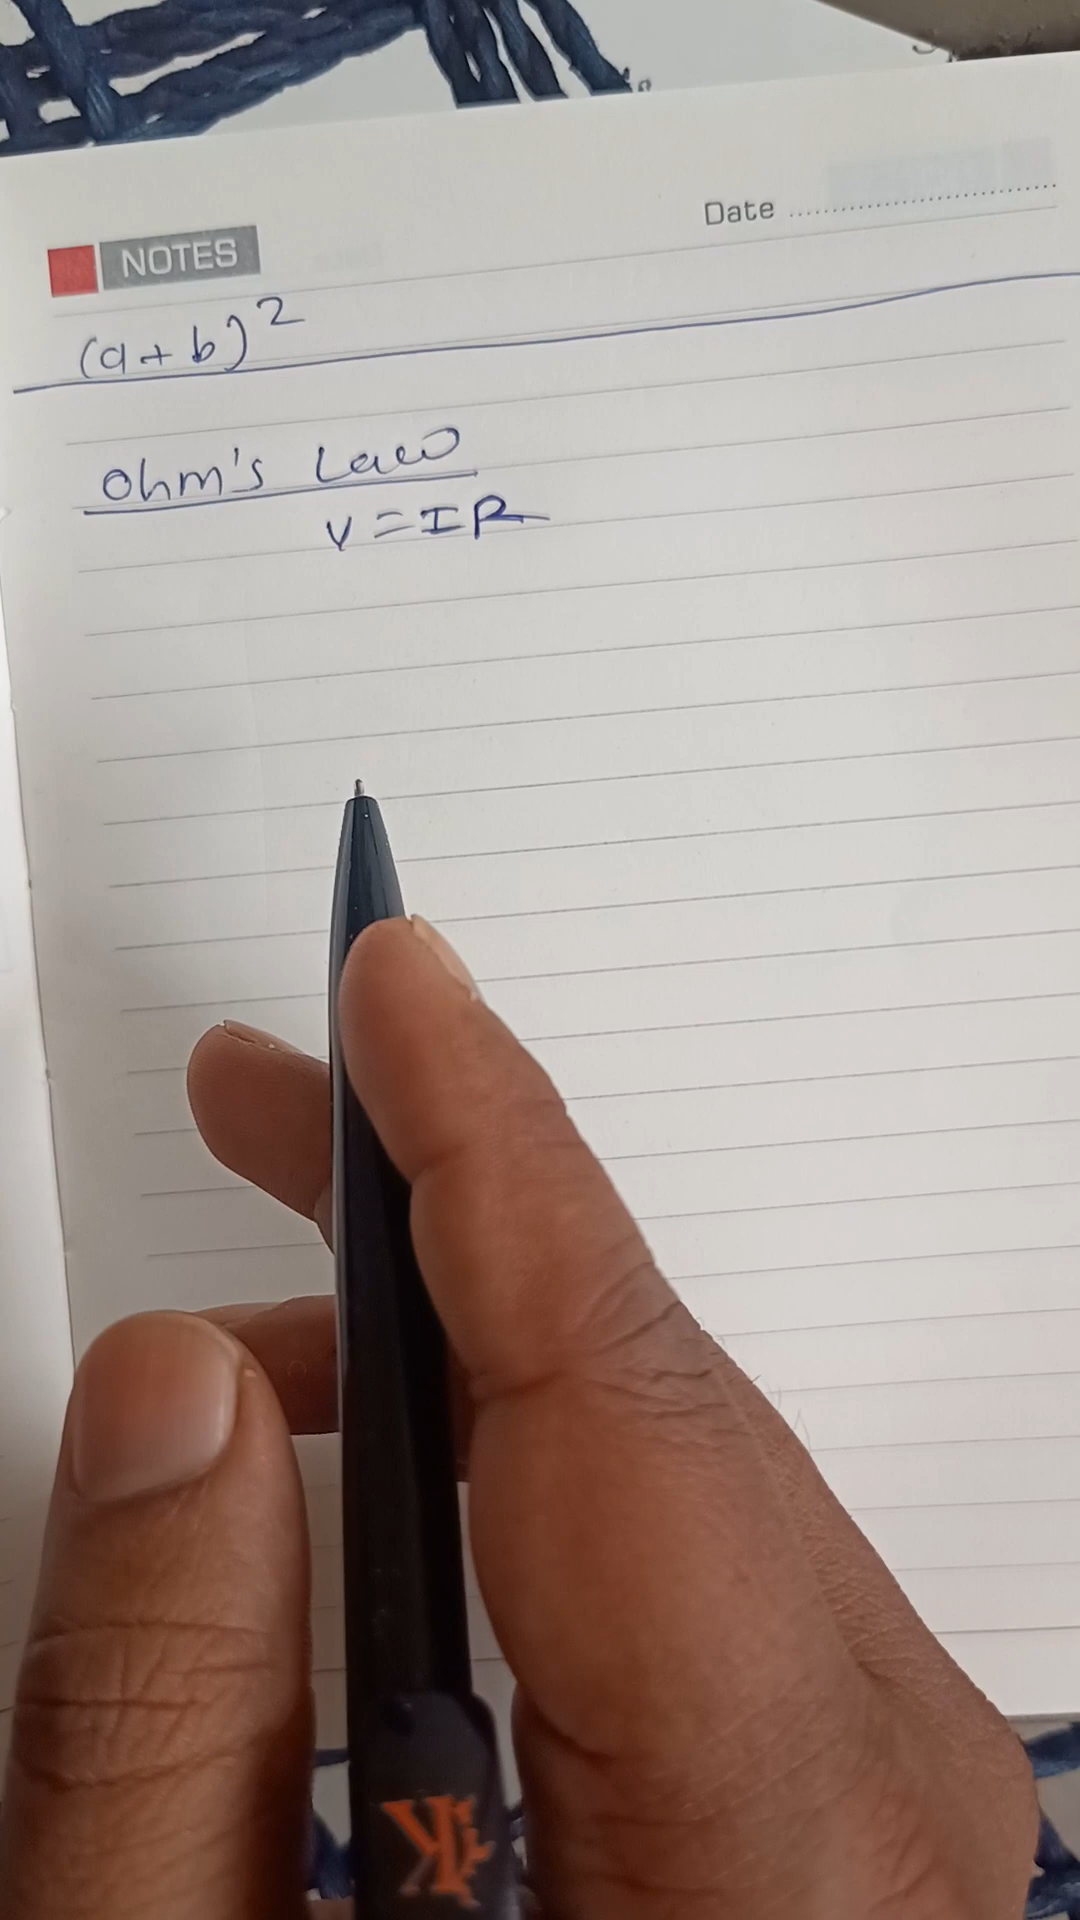 NOTES
Date
(a+b)²
Ohm's Law
V=IR